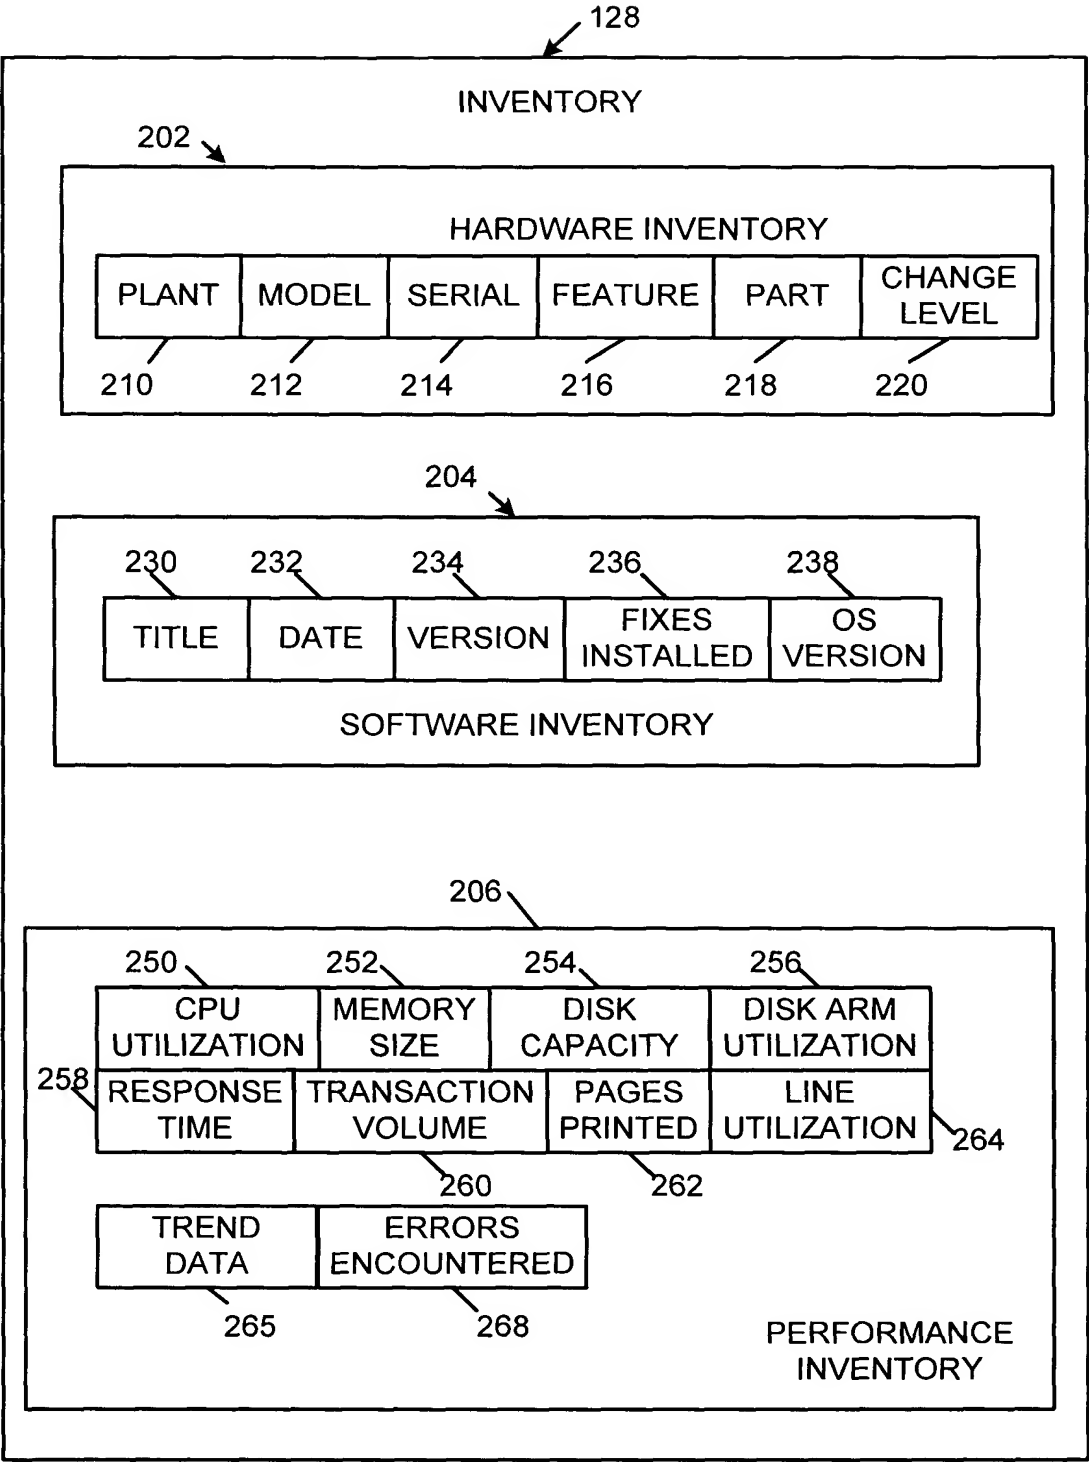 128
INVENTORY
202
HARDWARE INVENTORY
PLANT MODEL SERIAL FEATURE PART CHANGE LEVEL
210 212 214 216 218 220
204
230 232 234 236 238
TITLE DATE VERSION FIXES INSTALLED OS VERSION
SOFTWARE INVENTORY
206
250 252 254 256
CPU UTILIZATION MEMORY SIZE DISK CAPACITY DISK ARM UTILIZATION
258 RESPONSE TIME TRANSACTION VOLUME PAGES PRINTED LINE UTILIZATION 264
260 262
TREND DATA ERRORS ENCOUNTERED
265 268
PERFORMANCE
INVENTORY